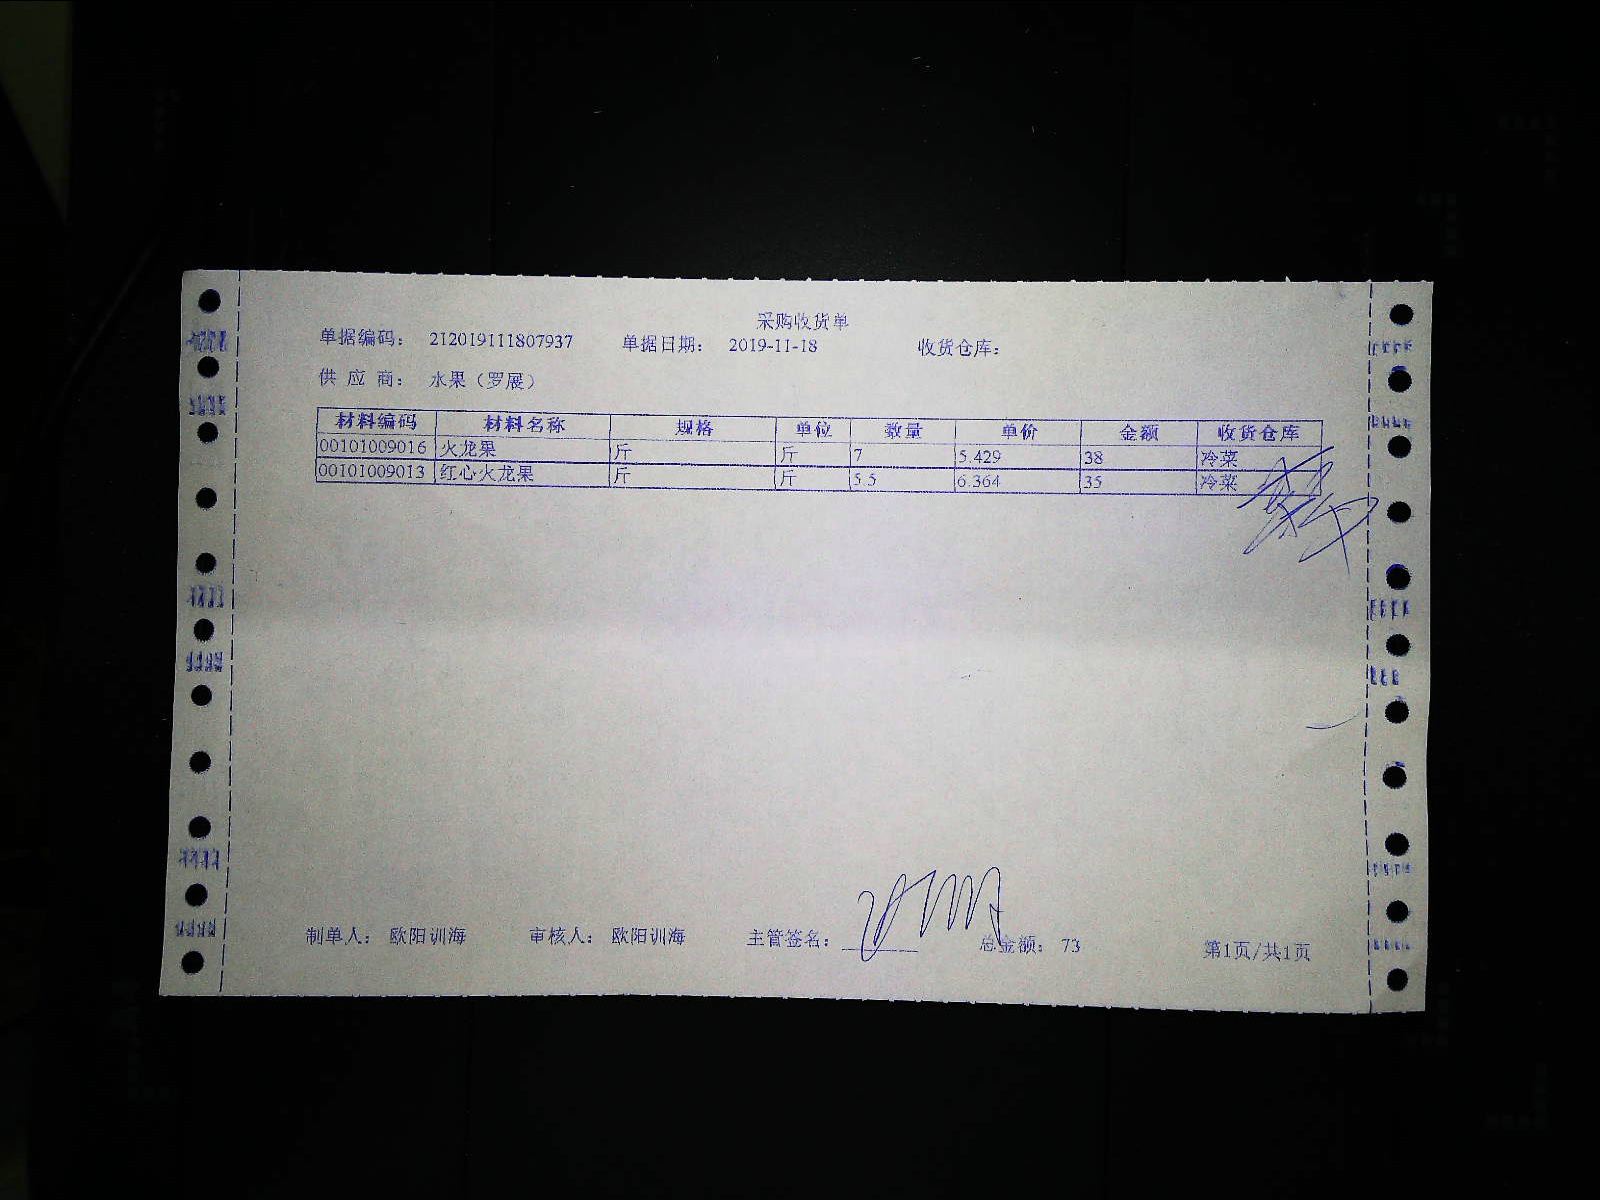 采购收货单
单据编码： 212019111807937 单据日期： 2019-11-18 收货仓库：
供 应 商： 水果（罗展）
材料编码 材料名称 规格 单位 数量 单价 金额 收货仓库
00101009016 火龙果 斤 斤 7 5.429 38 冷菜
00101009013 红心火龙果 斤 斤 5.5 6.364 35 冷菜
制单人： 欧阳训海 审核人： 欧阳训海 主管签名： 总金额： 73 第1页/共1页